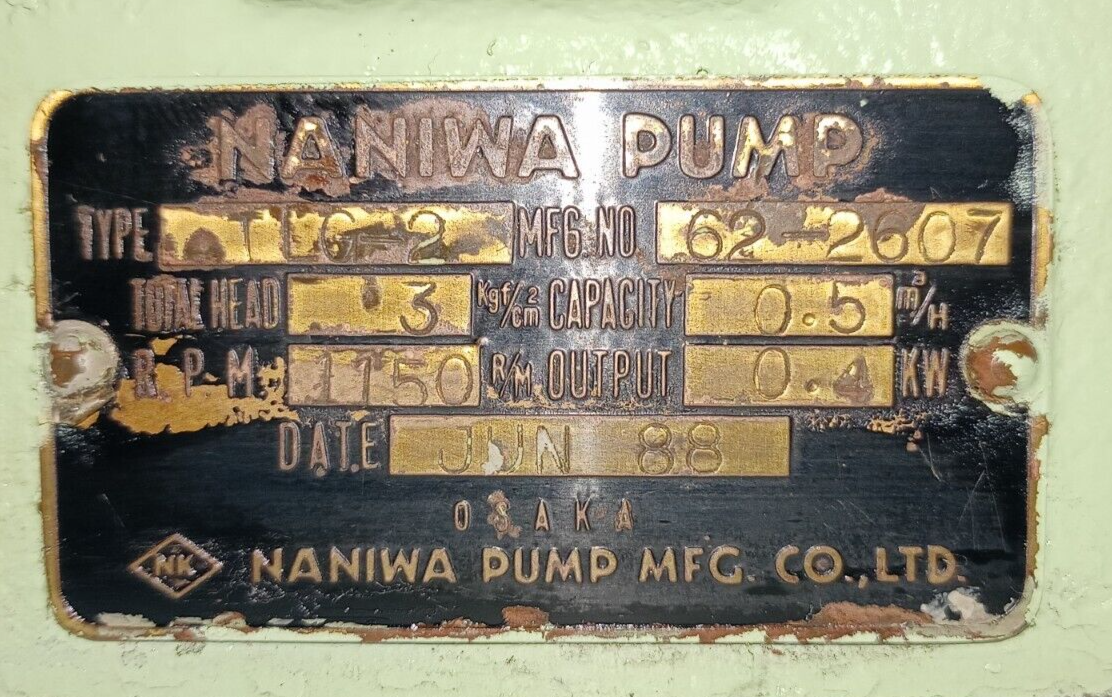 NANIWA PUMP
TYPE MFG NO. 62-2607
TOTAL HEAD 3 Kgf/cm² CAPACITY 0.5 m³/H
R.P.M. 1150 R/M OUTPUT 0.4 KW
DATE JUN 88
OSAKA
NK NANIWA PUMP MFG. CO., LTD.